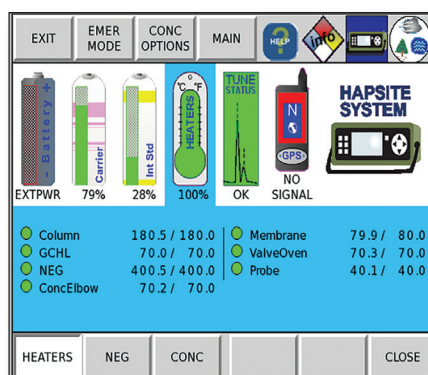 EXIT
EMER MODE
CONC OPTIONS
MAIN
HELP
info
- Battery +
Carrier
Int Std
°C °F
HEATERS
TUNE STATUS
N
GPS
HAPSITE SYSTEM
EXTPWR 79% 28% 100% OK NO SIGNAL
Column 180.5 / 180.0 Membrane 79.9 / 80.0
GCHL 70.0 / 70.0 ValveOven 70.3 / 70.0
NEG 400.5 / 400.0 Probe 40.1 / 40.0
ConcElbow 70.2 / 70.0
HEATERS NEG CONC CLOSE